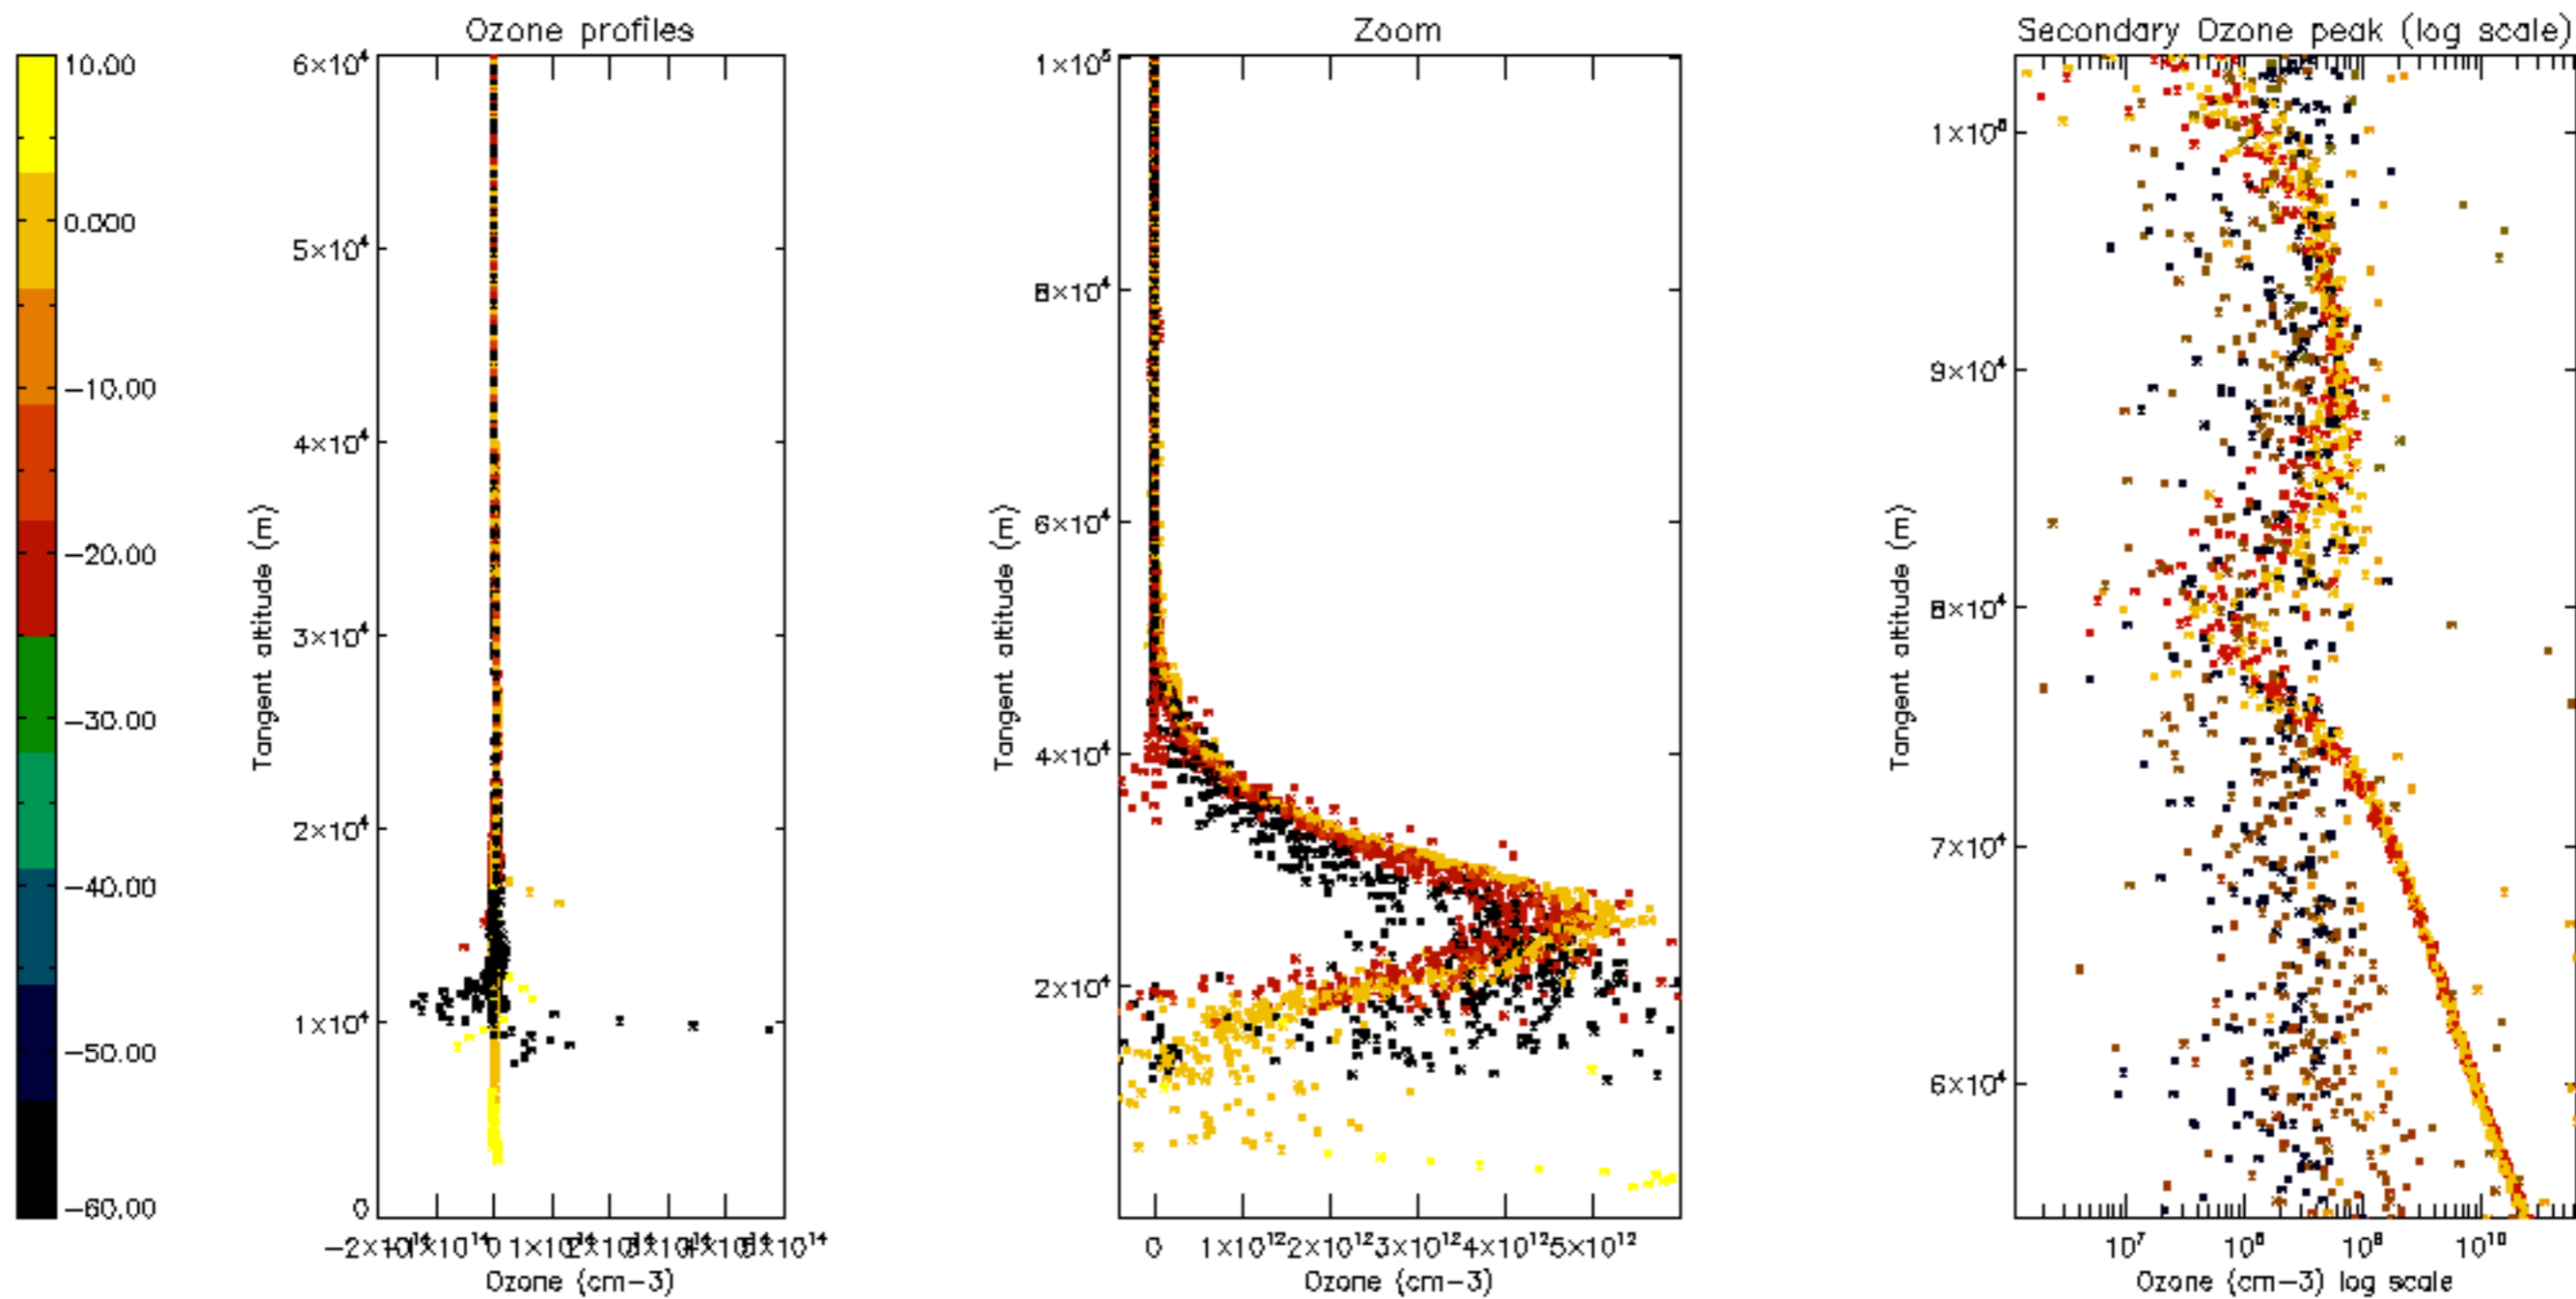 Ozone profiles
Zoom
Secondary Ozone peak (log scale)
10.00
0.000
−10.00
−20.00
−30.00
−40.00
−50.00
−60.00
Tangent altitude (m)
6×10⁴
5×10⁴
4×10⁴
3×10⁴
2×10⁴
1×10⁴
0
0
Ozone (cm−3)
Tangent altitude (m)
1×10⁵
8×10⁴
6×10⁴
4×10⁴
2×10⁴
0 1×10¹² 2×10¹² 3×10¹² 4×10¹² 5×10¹²
Ozone (cm−3)
Tangent altitude (m)
1×10⁵
9×10⁴
8×10⁴
7×10⁴
6×10⁴
10⁷ 10⁸ 10⁹ 10¹⁰
Ozone (cm−3) log scale